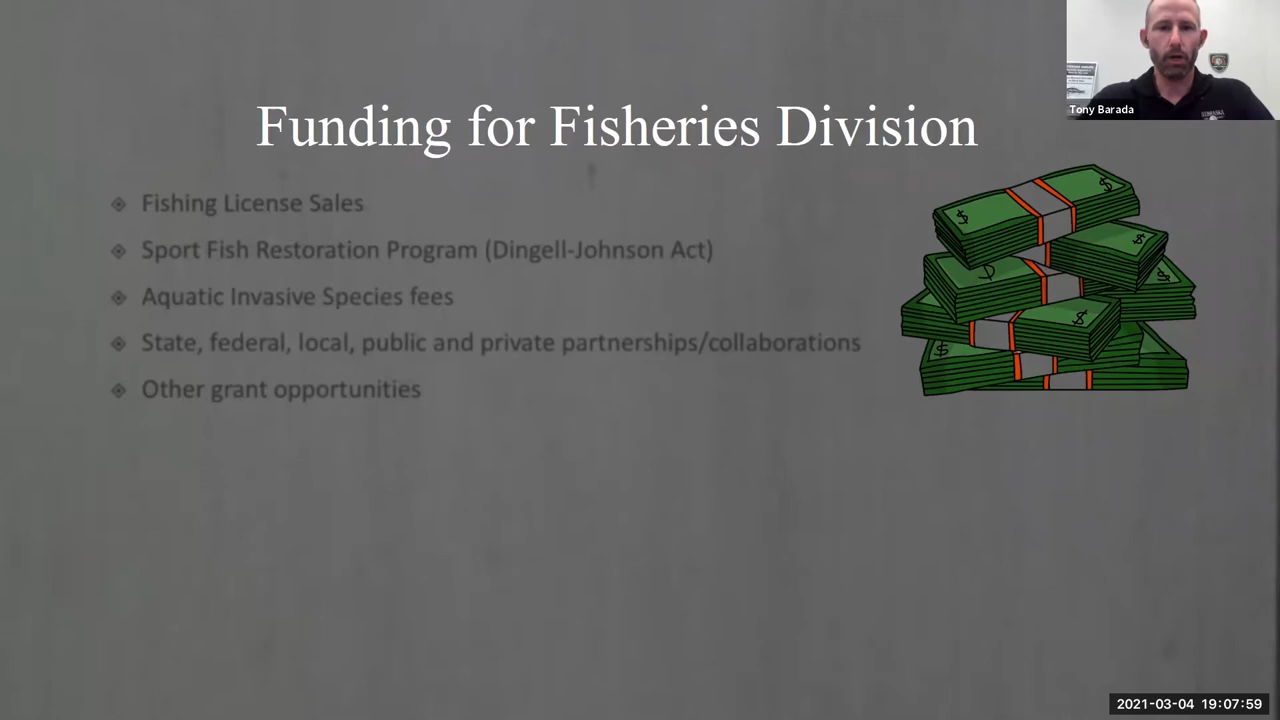 Funding for Fisheries Division
Tony Barada
Fishing License Sales
Sport Fish Restoration Program (Dingell-Johnson Act)
Aquatic Invasive Species fees
State, federal, local, public and private partnerships/collaborations
Other grant opportunities
$
$
$
$
$
$
$
2021-03-04 19:07:59